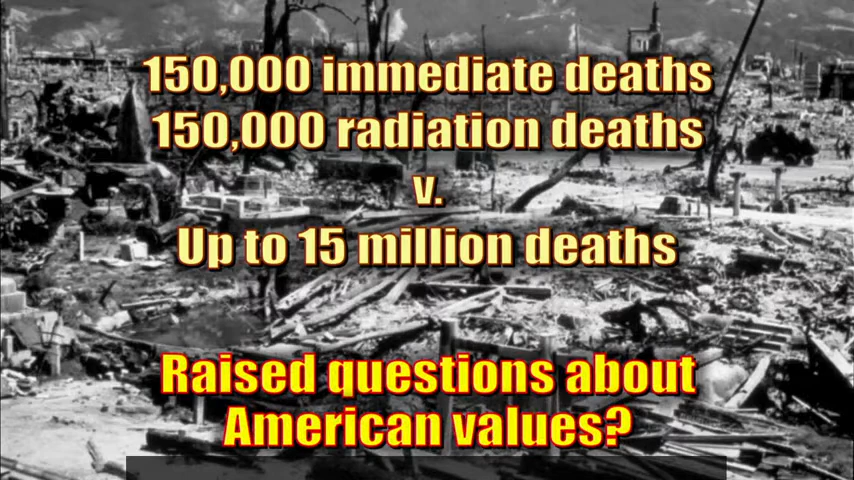 150,000 immediate deaths
150,000 radiation deaths
v.
Up to 15 million deaths
Raised questions about
American values?